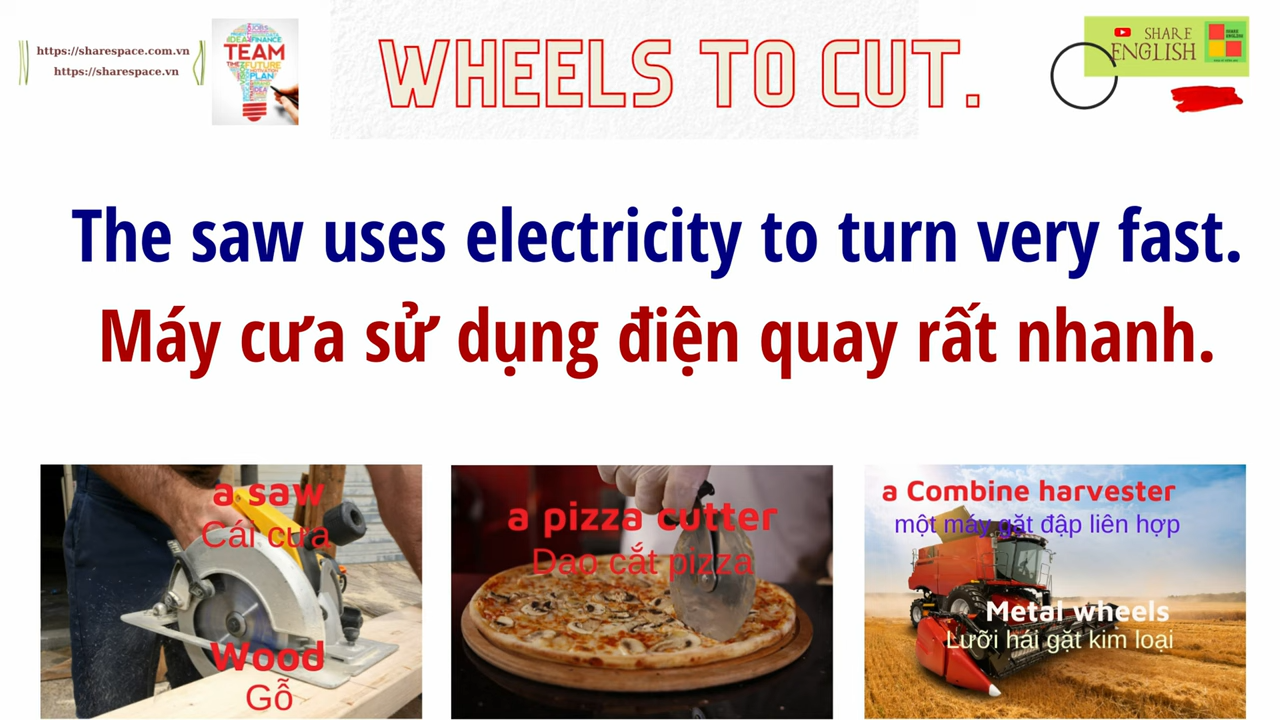 https://sharespace.com.vn
https://sharespace.vn
TEAM
FUTURE
PLAN
WHEELS TO CUT.
SHARE
ENGLISH
The saw uses electricity to turn very fast.
Máy cưa sử dụng điện quay rất nhanh.
a saw
Cái cưa
Wood
Gỗ
a pizza cutter
Dao cắt pizza
a Combine harvester
một máy gặt đập liên hợp
Metal wheels
Lưỡi hái gặt kim loại